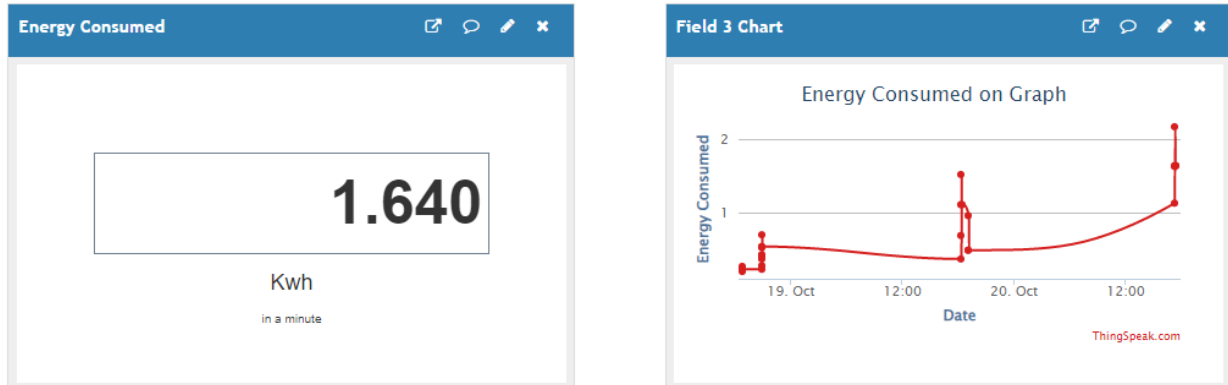 Energy Consumed
1.640
Kwh
in a minute
Field 3 Chart
Energy Consumed on Graph
Energy Consumed
2
1
19. Oct 12:00 20. Oct 12:00
Date
ThingSpeak.com